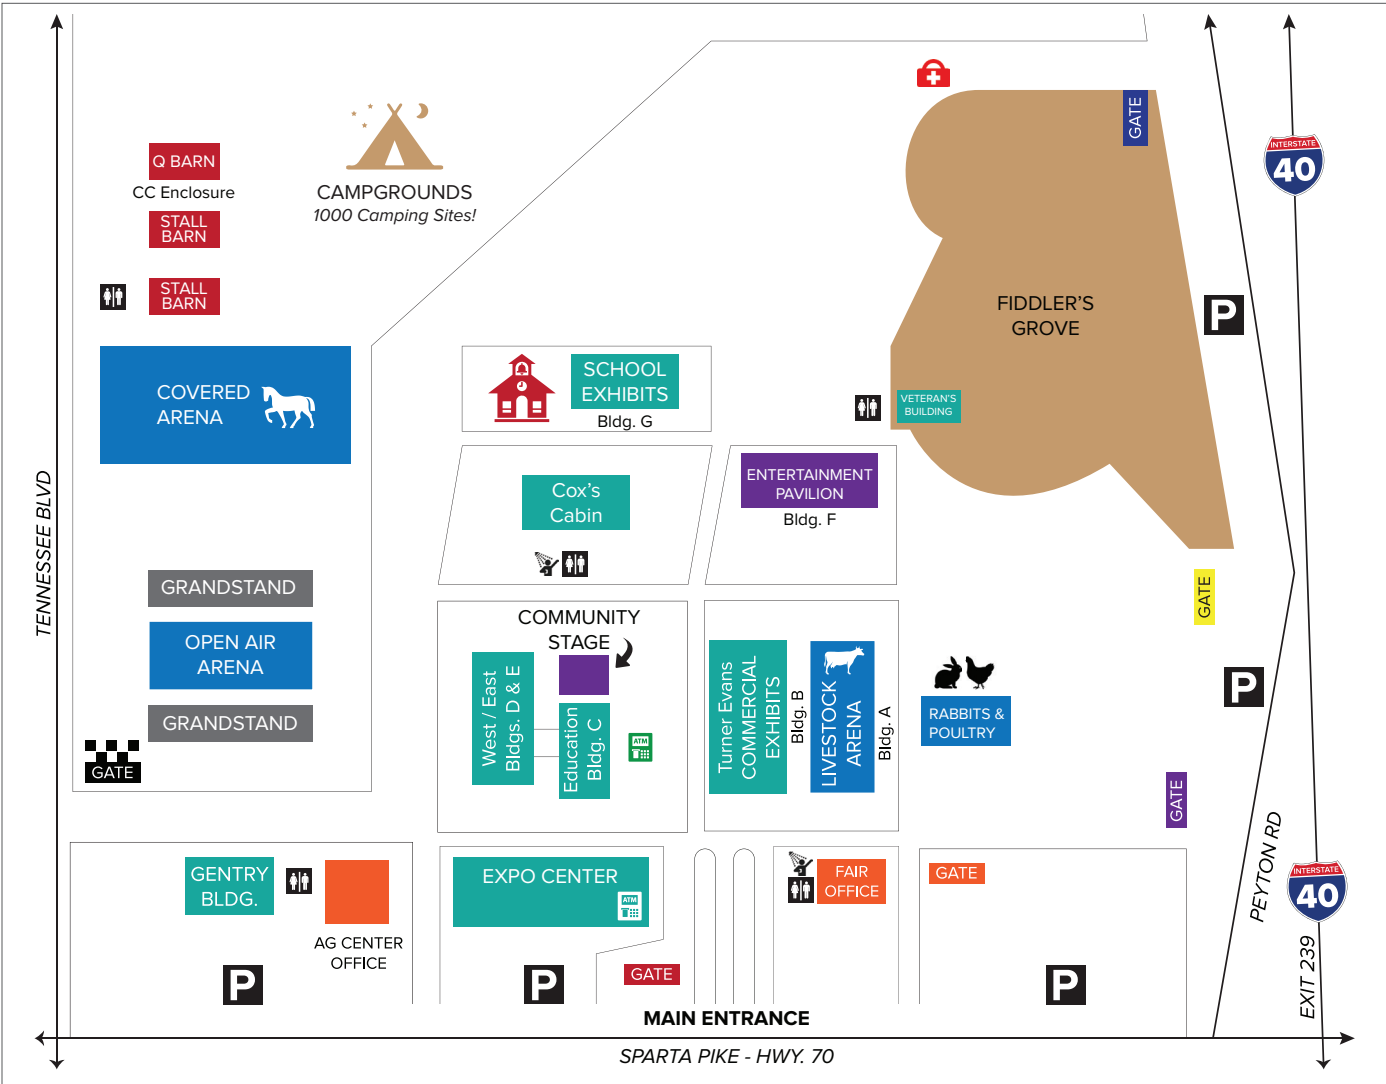 GATE
INTERSTATE
40
Q BARN
CC Enclosure
STALL
BARN
STALL
BARN
CAMPGROUNDS
1000 Camping Sites!
FIDDLER'S
GROVE
P
COVERED
ARENA
SCHOOL
EXHIBITS
Bldg. G
VETERAN'S
BUILDING
TENNESSEE BLVD
Cox's
Cabin
ENTERTAINMENT
PAVILION
Bldg. F
GRANDSTAND
OPEN AIR
ARENA
GRANDSTAND
GATE
COMMUNITY
STAGE
West / East
Bldgs. D & E
Education
Bldg. C
ATM
Turner Evans
COMMERCIAL
EXHIBITS
Bldg. B
LIVESTOCK
ARENA
Bldg. A
RABBITS &
POULTRY
GATE
P
GATE
PEYTON RD
GENTRY
BLDG.
AG CENTER
OFFICE
EXPO CENTER
ATM
FAIR
OFFICE
GATE
INTERSTATE
40
EXIT 239
P
P
GATE
P
MAIN ENTRANCE
SPARTA PIKE - HWY. 70